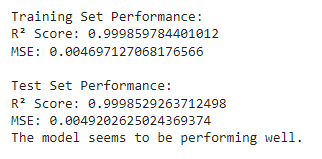 Training Set Performance:
R² Score: 0.999859784401012
MSE: 0.004697127068176566
Test Set Performance:
R² Score: 0.9998529263712498
MSE: 0.0049202625024369374
The model seems to be performing well.